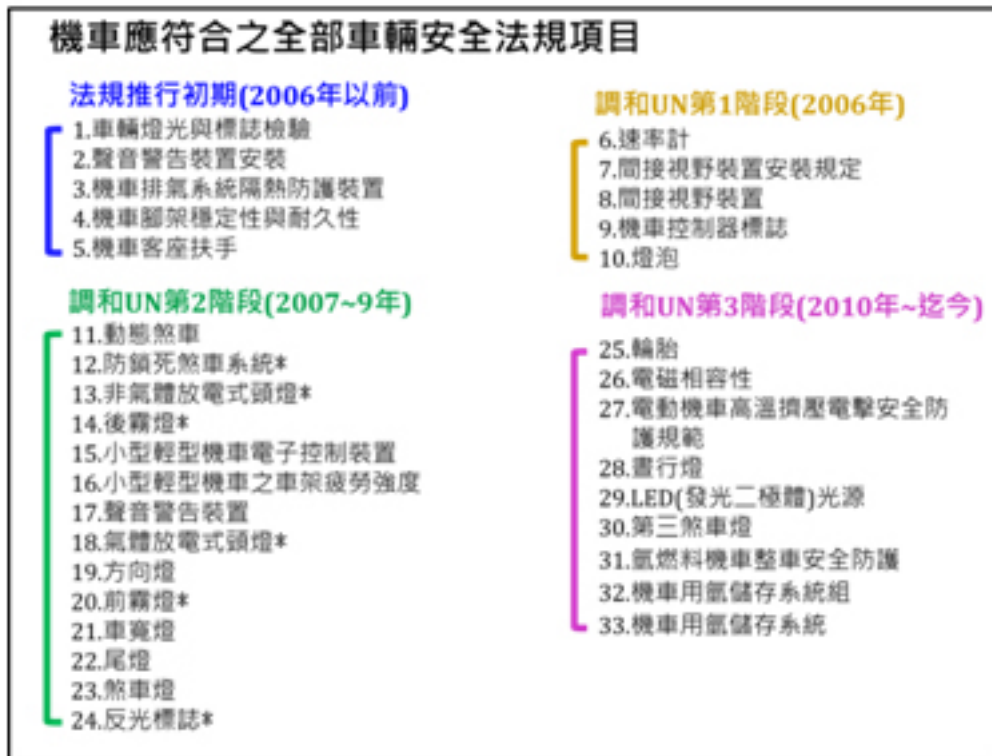 機車應符合之全部車輛安全法規項目
法規推行初期(2006年以前)
1.車輛燈光與標誌檢驗
2.聲音警告裝置安裝
3.機車排氣系統隔熱防護裝置
4.機車腳架穩定性與耐久性
5.機車客座扶手
調和UN第1階段(2006年)
6.速率計
7.間接視野裝置安裝規定
8.間接視野裝置
9.機車控制器標誌
10.燈泡
調和UN第2階段(2007~9年)
11.動態煞車
12.防鎖死煞車系統*
13.非氣體放電式頭燈*
14.後霧燈*
15.小型輕型機車電子控制裝置
16.小型輕型機車之車架疲勞強度
17.聲音警告裝置
18.氣體放電式頭燈*
19.方向燈
20.前霧燈*
21.車寬燈
22.尾燈
23.煞車燈
24.反光標誌*
調和UN第3階段(2010年~迄今)
25.輪胎
26.電磁相容性
27.電動機車高溫擠壓電擊安全防
護規範
28.晝行燈
29.LED(發光二極體)光源
30.第三煞車燈
31.氫燃料機車整車安全防護
32.機車用氫儲存系統組
33.機車用氫儲存系統